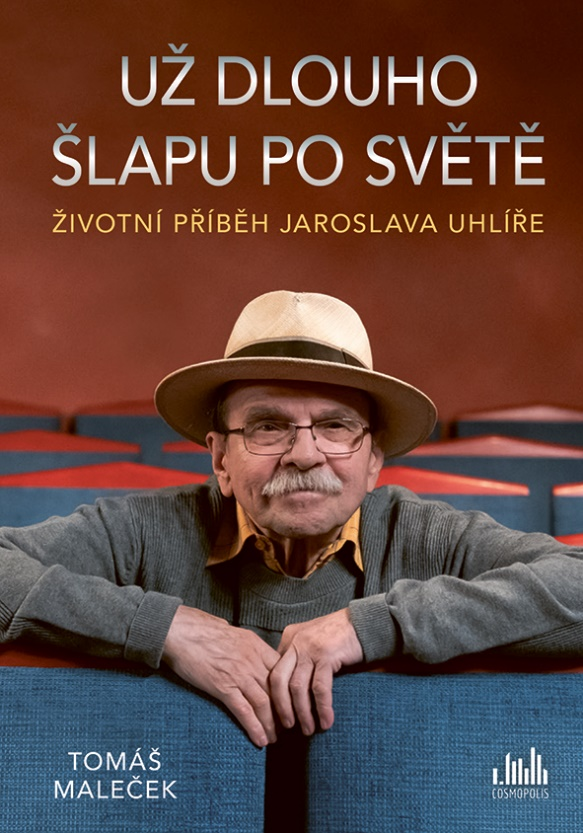 UŽ DLOUHO
ŠLAPU PO SVĚTĚ
ŽIVOTNÍ PŘÍBĚH JAROSLAVA UHLÍŘE
TOMÁŠ
MALEČEK
COSMOPOLIS